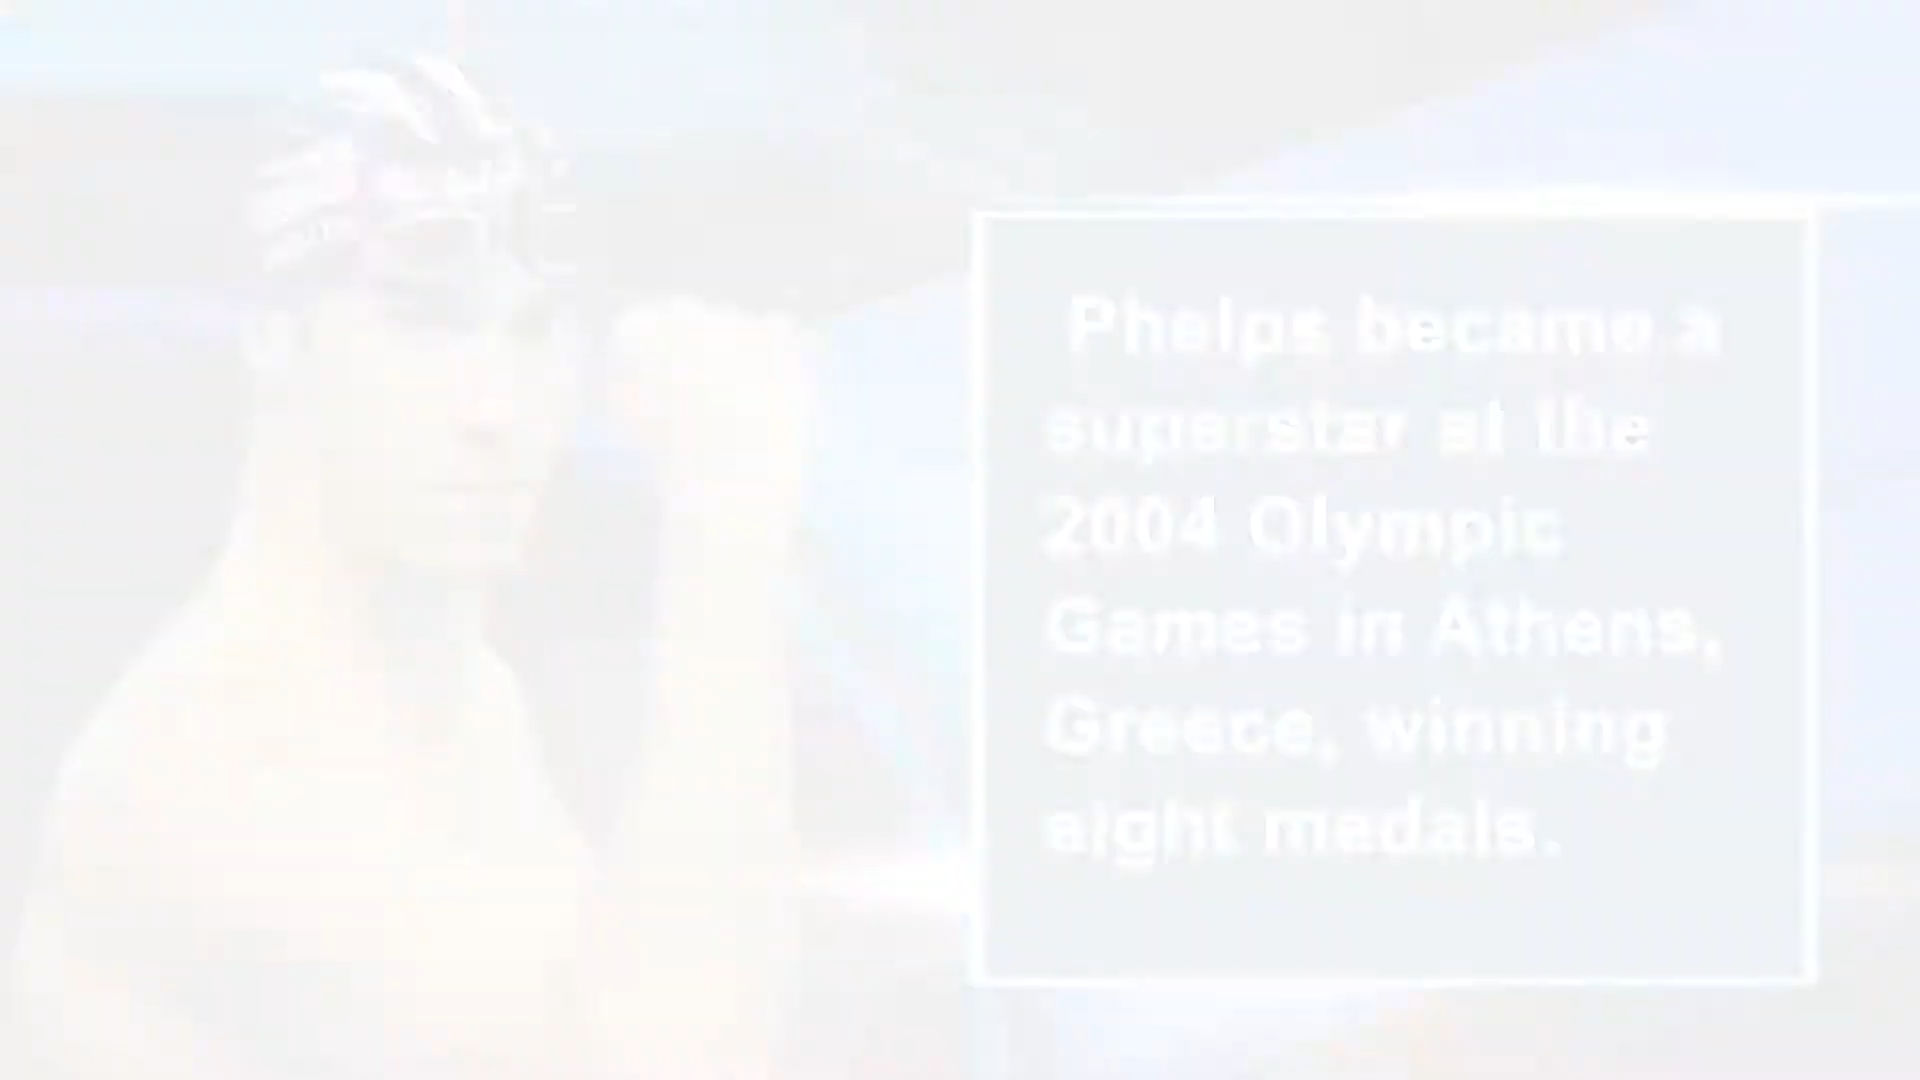 Phelps became a
superstar at the
2004 Olympic
Games in Athens,
Greece, winning
eight medals.